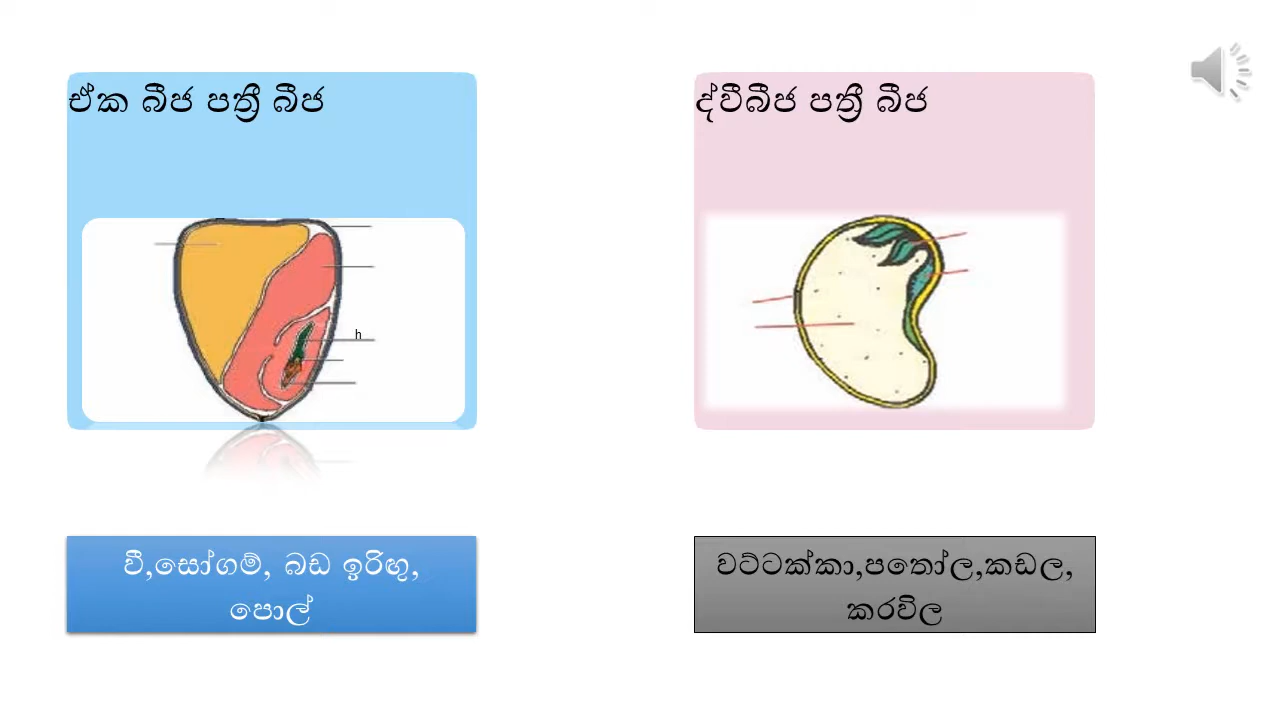 ඒක බීජ පත්‍රී බීජ
ද්වීබීජ පත්‍රී බීජ
h
වී,සෝගම්, බඩ ඉරිඟු,
පොල්
වට්ටක්කා,පතෝල,කඩල,
කරවිල